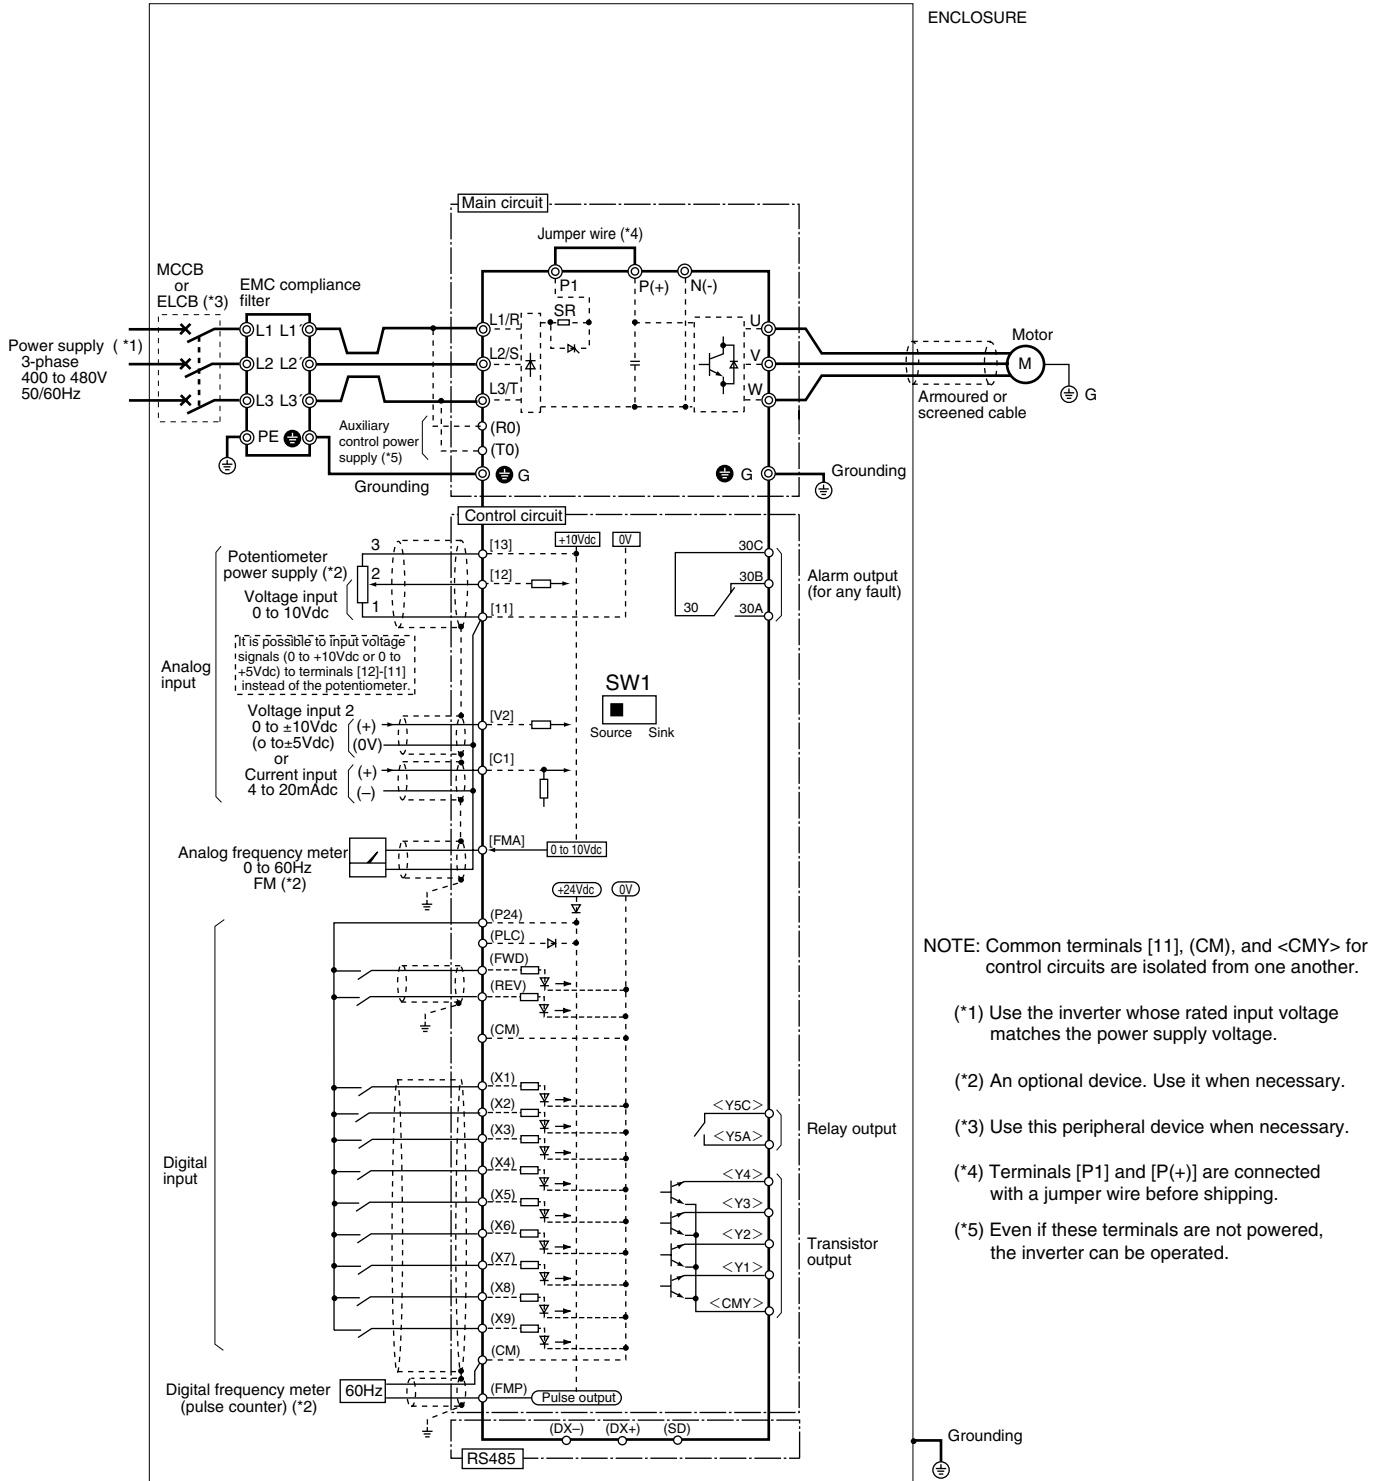 ENCLOSURE
Main circuit
Jumper wire (*4)
P1
P(+)
N(-)
SR
MCCB
or
ELCB (*3)
EMC compliance
filter
L1 L1´
L2 L2´
L3 L3´
PE
Power supply (*1)
3-phase
400 to 480V
50/60Hz
L1/R
L2/S
L3/T
(R0)
(T0)
Auxiliary
control power
supply (*5)
G
Grounding
U
V
W
Motor
M
G
Armoured or
screened cable
G
Grounding
Control circuit
+10Vdc
0V
Potentiometer
power supply (*2)
Voltage input
0 to 10Vdc
3
2
1
[13]
[12]
[11]
30C
30B
30
30A
Alarm output
(for any fault)
It is possible to input voltage
signals (0 to +10Vdc or 0 to
+5Vdc) to terminals [12]-[11]
instead of the potentiometer.
Analog
input
Voltage input 2
0 to ±10Vdc
(o to±5Vdc)
or
Current input
4 to 20mAdc
(+)
(0V)
(+)
(–)
[V2]
[C1]
SW1
Source Sink
Analog frequency meter
0 to 60Hz
FM (*2)
[FMA]
0 to 10Vdc
+24Vdc
0V
(P24)
(PLC)
(FWD)
(REV)
(CM)
(X1)
(X2)
(X3)
(X4)
(X5)
(X6)
(X7)
(X8)
(X9)
(CM)
Digital
input
<Y5C>
<Y5A>
Relay output
<Y4>
<Y3>
<Y2>
<Y1>
<CMY>
Transistor
output
Digital frequency meter
(pulse counter) (*2)
60Hz
(FMP)
Pulse output
(DX–) (DX+) (SD)
RS485
Grounding
NOTE: Common terminals [11], (CM), and <CMY> for
control circuits are isolated from one another.
(*1) Use the inverter whose rated input voltage
matches the power supply voltage.
(*2) An optional device. Use it when necessary.
(*3) Use this peripheral device when necessary.
(*4) Terminals [P1] and [P(+)] are connected
with a jumper wire before shipping.
(*5) Even if these terminals are not powered,
the inverter can be operated.